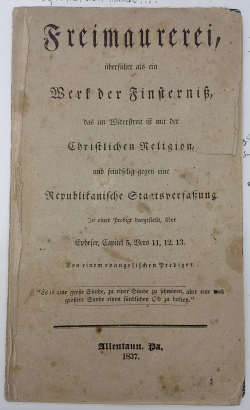 Freimaurerei,
überführt als ein
Werk der Finsterniß,
das im Widerstreit ist mit der
Christlichen Religion,
und feindselig gegen eine
Republikanische Staatsverfaßung.
In einer Predigt dargestellt, über
Epheser, Capitel 5, Vers 11, 12. 13.
Von einem evangelischen Prediger.
"Es ist eine große Sünde, zu einer Sünde zu schwören, aber eine noch
größere Sünde einen sündlichen Eid zu halten."
Allentaun, Pa.
1837.